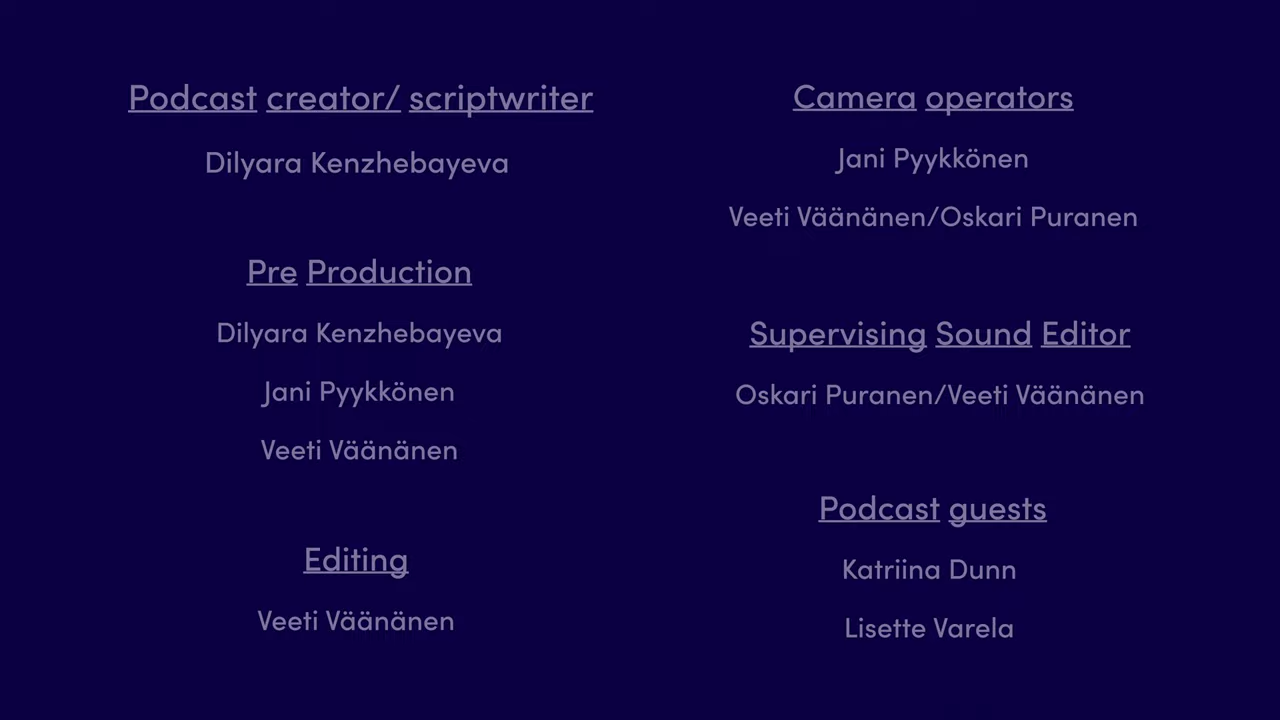 Podcast creator/ scriptwriter
Dilyara Kenzhebayeva
Pre Production
Dilyara Kenzhebayeva
Jani Pyykkönen
Veeti Väänänen
Editing
Veeti Väänänen
Camera operators
Jani Pyykkönen
Veeti Väänänen/Oskari Puranen
Supervising Sound Editor
Oskari Puranen/Veeti Väänänen
Podcast guests
Katriina Dunn
Lisette Varela